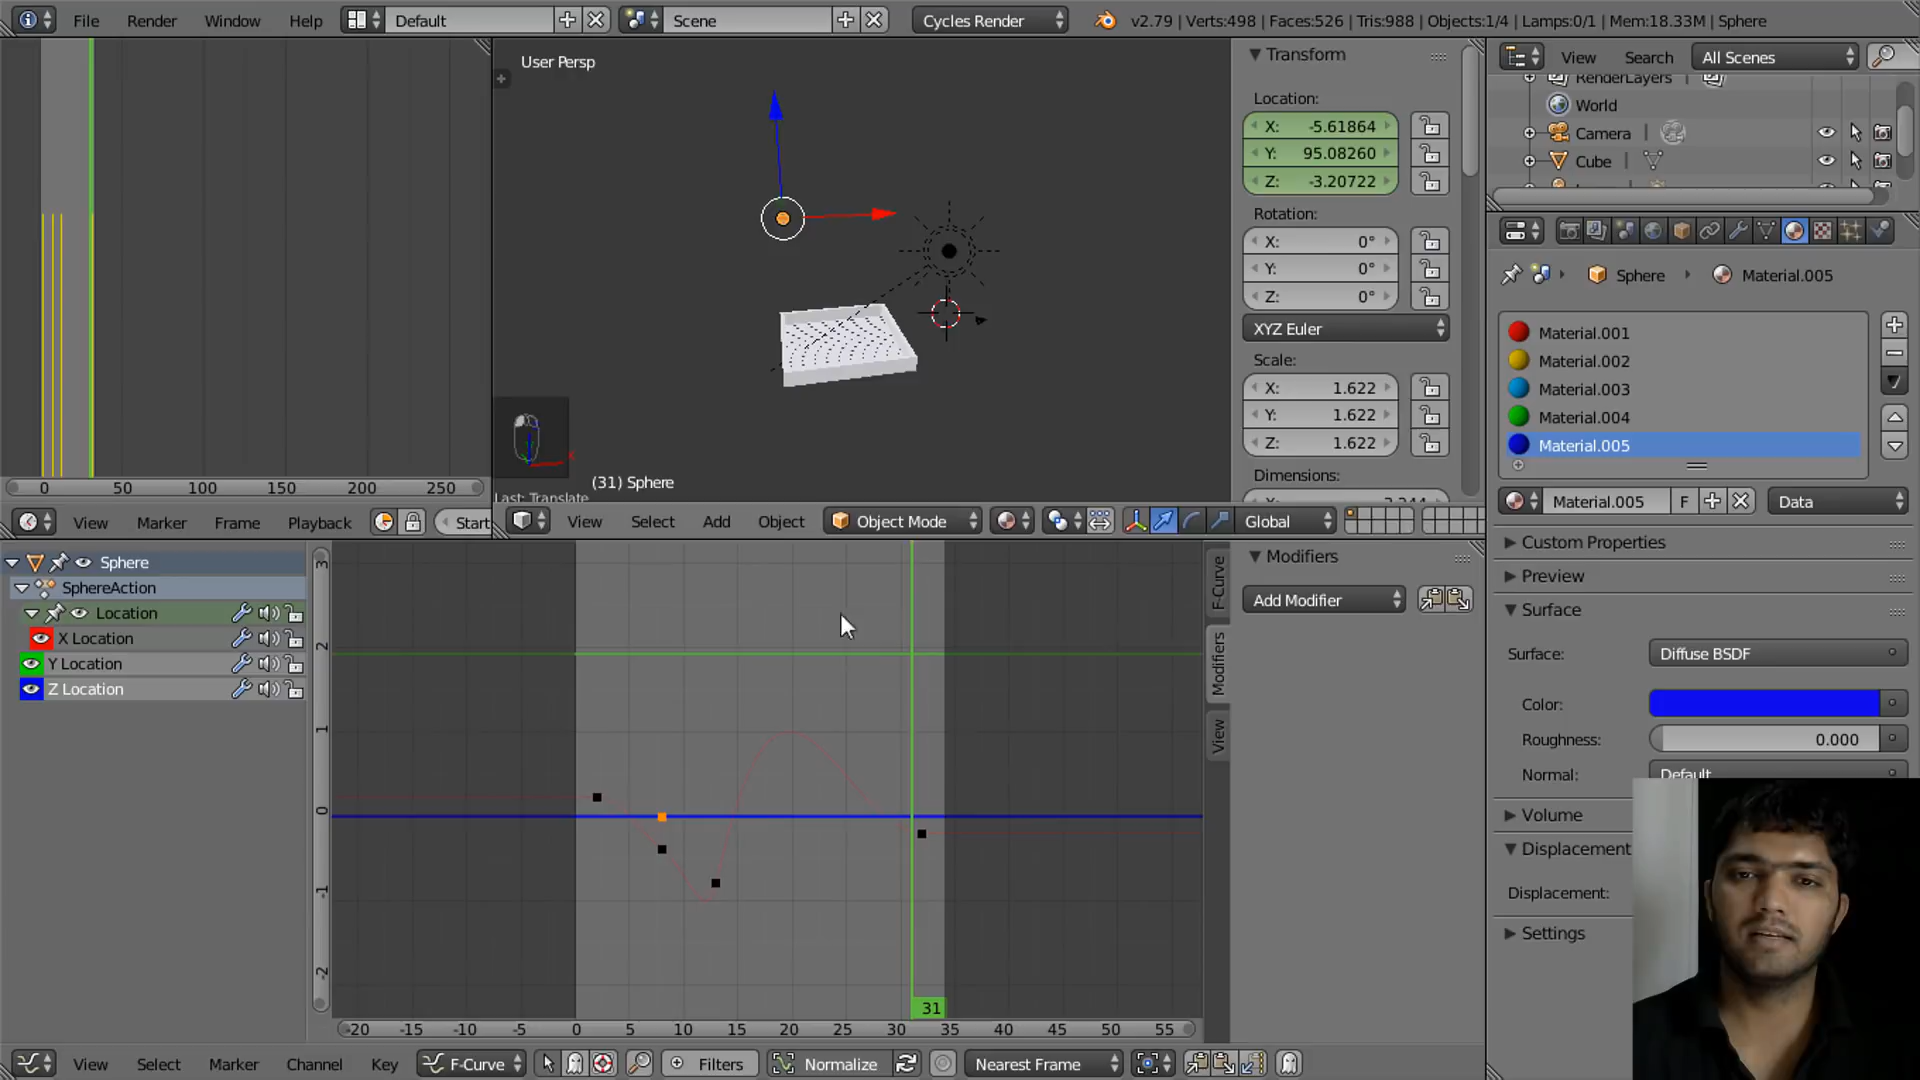 File Render Window Help Default Scene Cycles Render v2.79 | Verts:498 | Faces:526 | Tris:988 | Objects:1/4 | Lamps:0/1 | Mem:18.33M | Sphere
User Persp
(31) Sphere
Last: Translate
0 50 100 150 200 250
View Marker Frame Playback Start
View Select Add Object Object Mode Global
Transform
Location:
X: -5.61864
Y: 95.08260
Z: -3.20722
Rotation:
X: 0°
Y: 0°
Z: 0°
XYZ Euler
Scale:
X: 1.622
Y: 1.622
Z: 1.622
Dimensions:
View Search All Scenes
RenderLayers
World
Camera
Cube
Sphere Material.005
Material.001
Material.002
Material.003
Material.004
Material.005
Material.005 F Data
Custom Properties
Preview
Surface
Surface: Diffuse BSDF
Color:
Roughness: 0.000
Normal: Default
Volume
Displacement
Displacement:
Settings
Sphere
SphereAction
Location
X Location
Y Location
Z Location
3
2
1
0
-1
-2
31
-20 -15 -10 -5 0 5 10 15 20 25 30 35 40 45 50 55
F-Curve
Modifiers
View
Modifiers
Add Modifier
View Select Marker Channel Key F-Curve Filters Normalize Nearest Frame